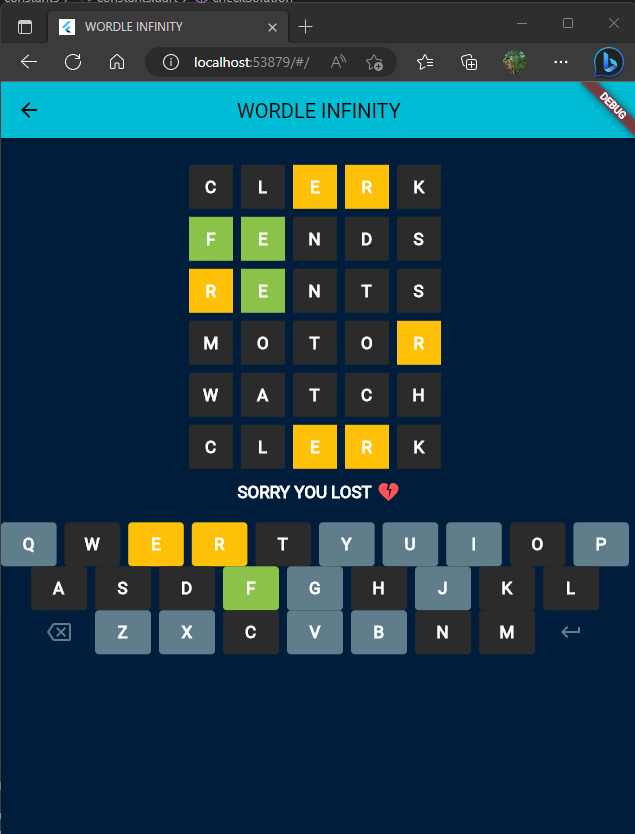 WORDLE INFINITY
localhost:53879/#/
WORDLE INFINITY
DEBUG
C L E R K
F E N D S
R E N T S
M O T O R
W A T C H
C L E R K
SORRY YOU LOST 💔
Q W E R T Y U I O P
A S D F G H J K L
Z X C V B N M